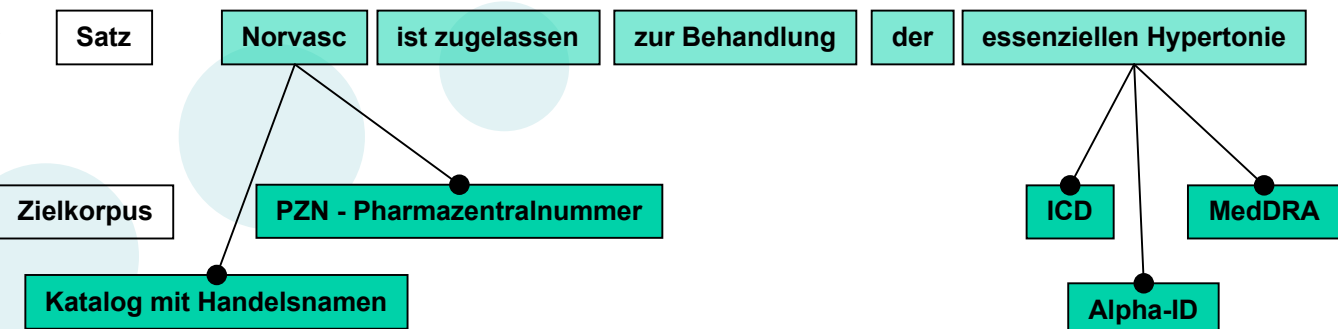 Satz Norvasc ist zugelassen zur Behandlung der essenziellen Hypertonie
Zielkorpus PZN - Pharmazentralnummer ICD MedDRA
Katalog mit Handelsnamen Alpha-ID